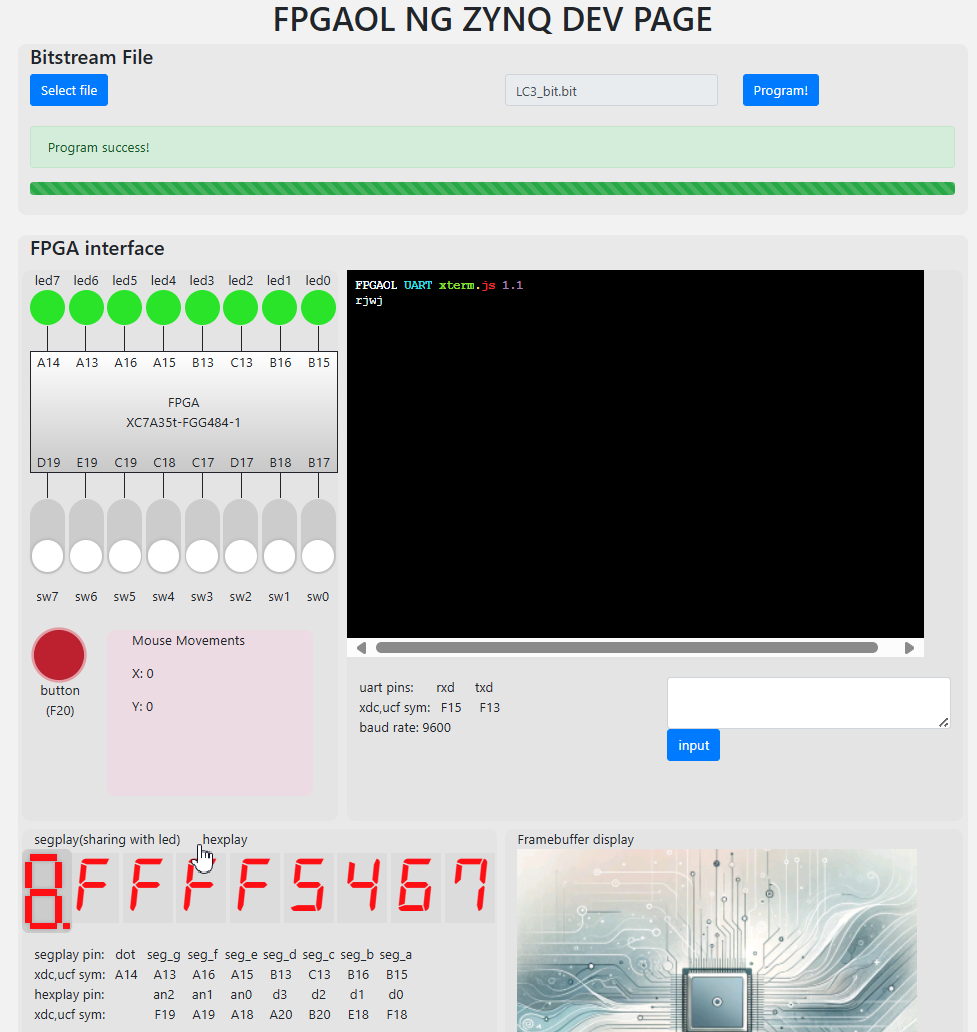 FPGAOL NG ZYNQ DEV PAGE
Bitstream File
Select file
LC3_bit.bit
Program!
Program success!
FPGA interface
led7 led6 led5 led4 led3 led2 led1 led0
FPGAOL UART xterm.js 1.1
rjwj
A14 A13 A16 A15 B13 C13 B16 B15
FPGA
XC7A35t-FGG484-1
D19 E19 C19 C18 C17 D17 B18 B17
sw7 sw6 sw5 sw4 sw3 sw2 sw1 sw0
button
(F20)
Mouse Movements
X: 0
Y: 0
uart pins: rxd txd
xdc,ucf sym: F15 F13
baud rate: 9600
input
segplay(sharing with led) hexplay
8. F F F F 5 4 6 7
segplay pin: dot seg_g seg_f seg_e seg_d seg_c seg_b seg_a
xdc,ucf sym: A14 A13 A16 A15 B13 C13 B16 B15
hexplay pin: an2 an1 an0 d3 d2 d1 d0
xdc,ucf sym: F19 A19 A18 A20 B20 E18 F18
Framebuffer display